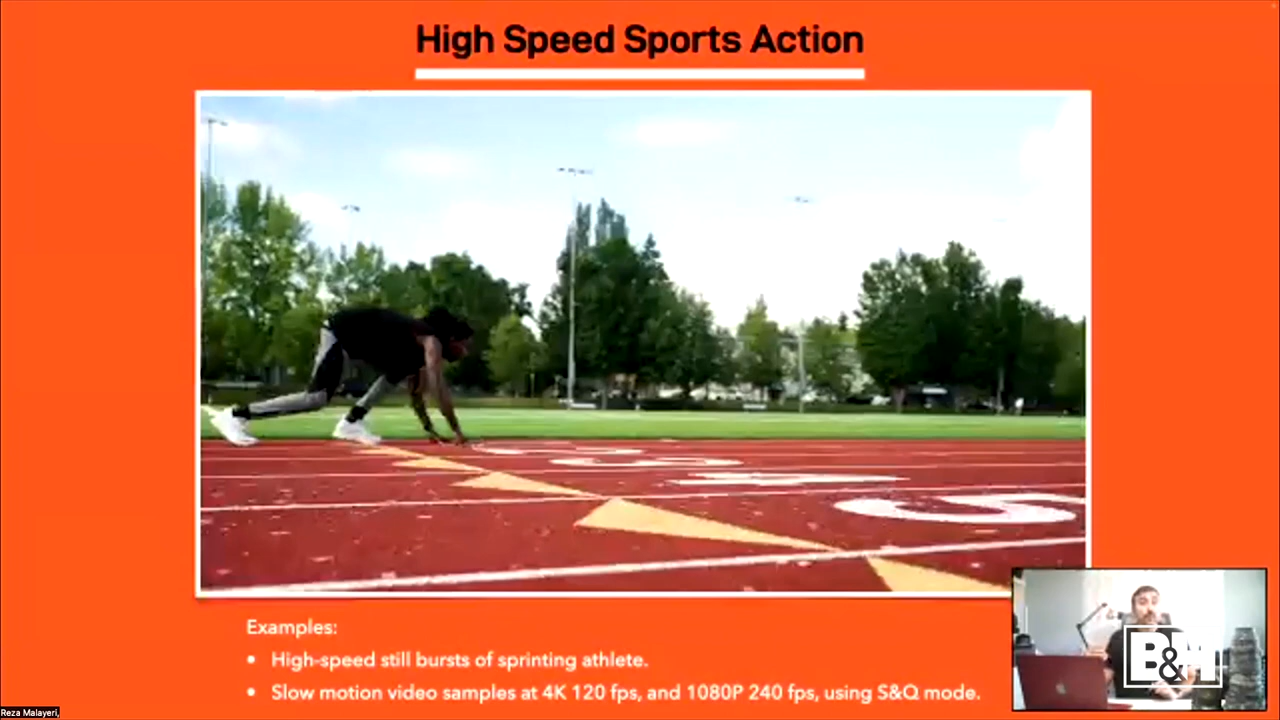 High Speed Sports Action
Examples:
• High-speed still bursts of sprinting athlete.
• Slow motion video samples at 4K 120 fps, and 1080P 240 fps, using S&Q mode.
B&H
Reza Malayeri,